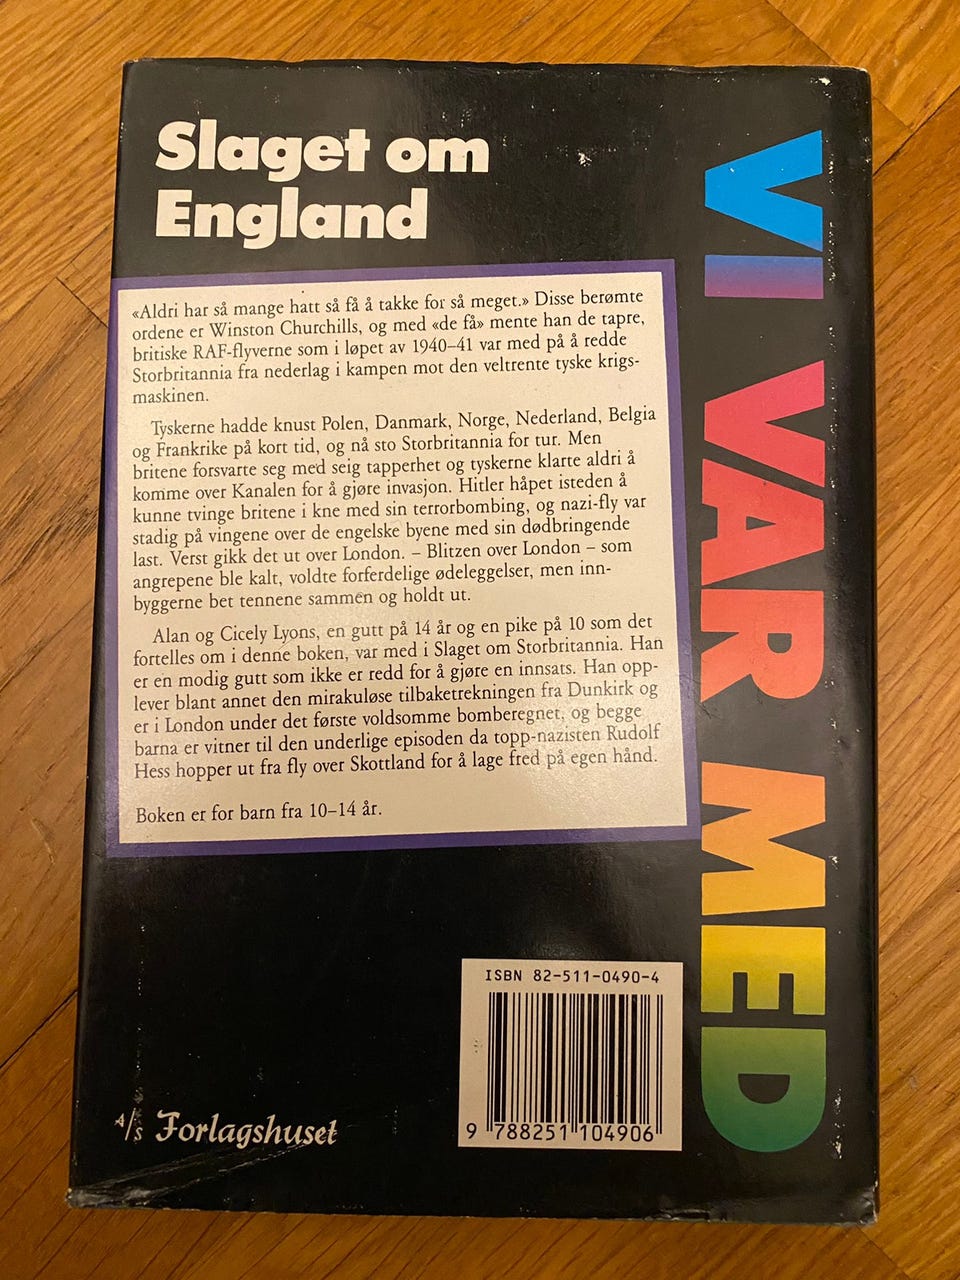 Slaget om
England
VI VAR MED
«Aldri har så mange hatt så få å takke for så meget.» Disse berømte
ordene er Winston Churchills, og med «de få» mente han de tapre,
britiske RAF-flyverne som i løpet av 1940–41 var med på å redde
Storbritannia fra nederlag i kampen mot den veltrente tyske krigs-
maskinen.
Tyskerne hadde knust Polen, Danmark, Norge, Nederland, Belgia
og Frankrike på kort tid, og nå sto Storbritannia for tur. Men
britene forsvarte seg med seig tapperhet og tyskerne klarte aldri å
komme over Kanalen for å gjøre invasjon. Hitler håpet isteden å
kunne tvinge britene i kne med sin terrorbombing, og nazi-fly var
stadig på vingene over de engelske byene med sin dødbringende
last. Verst gikk det ut over London. – Blitzen over London – som
angrepene ble kalt, voldte forferdelige ødeleggelser, men inn-
byggerne bet tennene sammen og holdt ut.
Alan og Cicely Lyons, en gutt på 14 år og en pike på 10 som det
fortelles om i denne boken, var med i Slaget om Storbritannia. Han
er en modig gutt som ikke er redd for å gjøre en innsats. Han opp-
lever blant annet den mirakuløse tilbaketrekningen fra Dunkirk og
er i London under det første voldsomme bomberegnet, og begge
barna er vitner til den underlige episoden da topp-nazisten Rudolf
Hess hopper ut fra fly over Skottland for å lage fred på egen hånd.
Boken er for barn fra 10–14 år.
ISBN 82-511-0490-4
9 788251 104906
A/S Forlagshuset